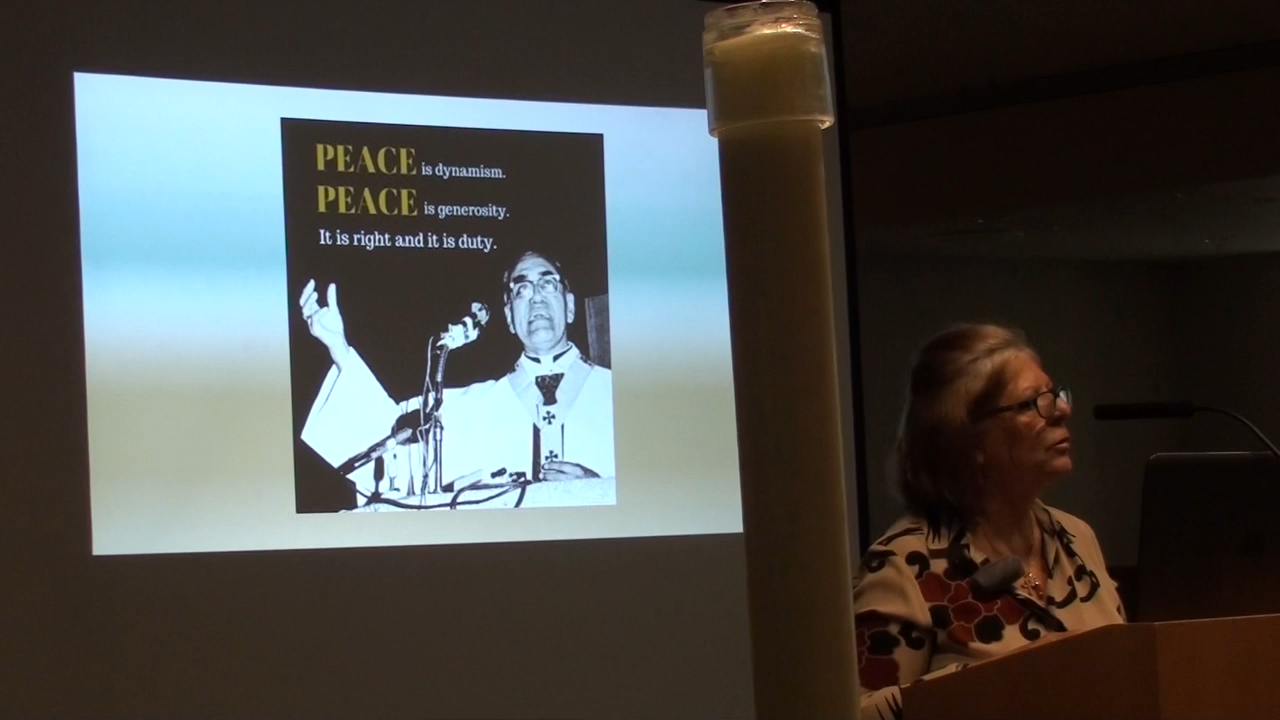 PEACE is dynamism.
PEACE is generosity.
It is right and it is duty.